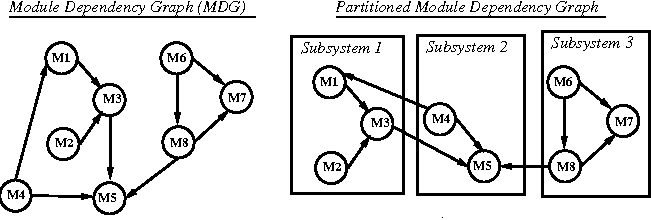 Module Dependency Graph (MDG)
Partitioned Module Dependency Graph
M1
M6
M3
M7
M2
M8
M4
M5
Subsystem 1
Subsystem 2
Subsystem 3
M1
M6
M3
M4
M7
M2
M5
M8